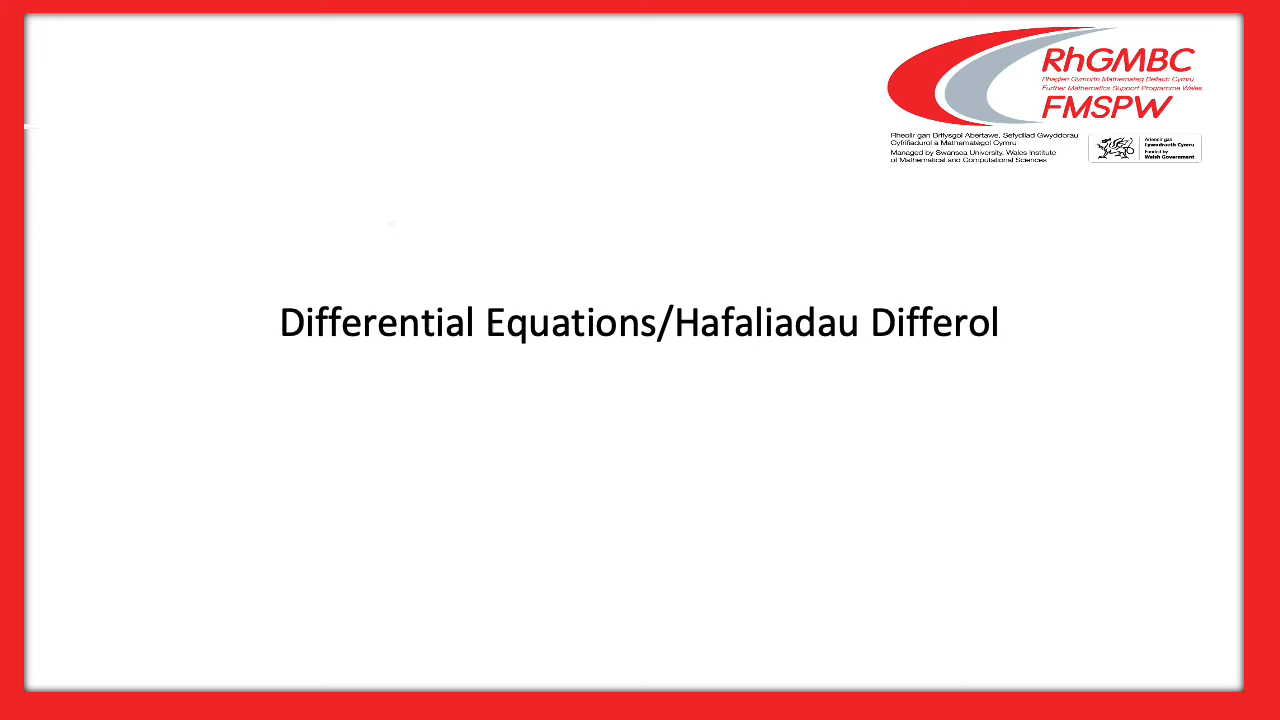 RhGMBC
Rhaglen Gymorth Mathemateg Bellach Cymru
Further Mathematics Support Programme Wales
FMSPW
Rheolir gan Brifysgol Abertawe, Sefydliad Gwyddorau
Cyfrifiadurol a Mathemategol Cymru
Managed by Swansea University, Wales Institute
of Mathematical and Computational Sciences
Ariennir gan
Lywodraeth Cymru
Funded by
Welsh Government
Differential Equations/Hafaliadau Differol